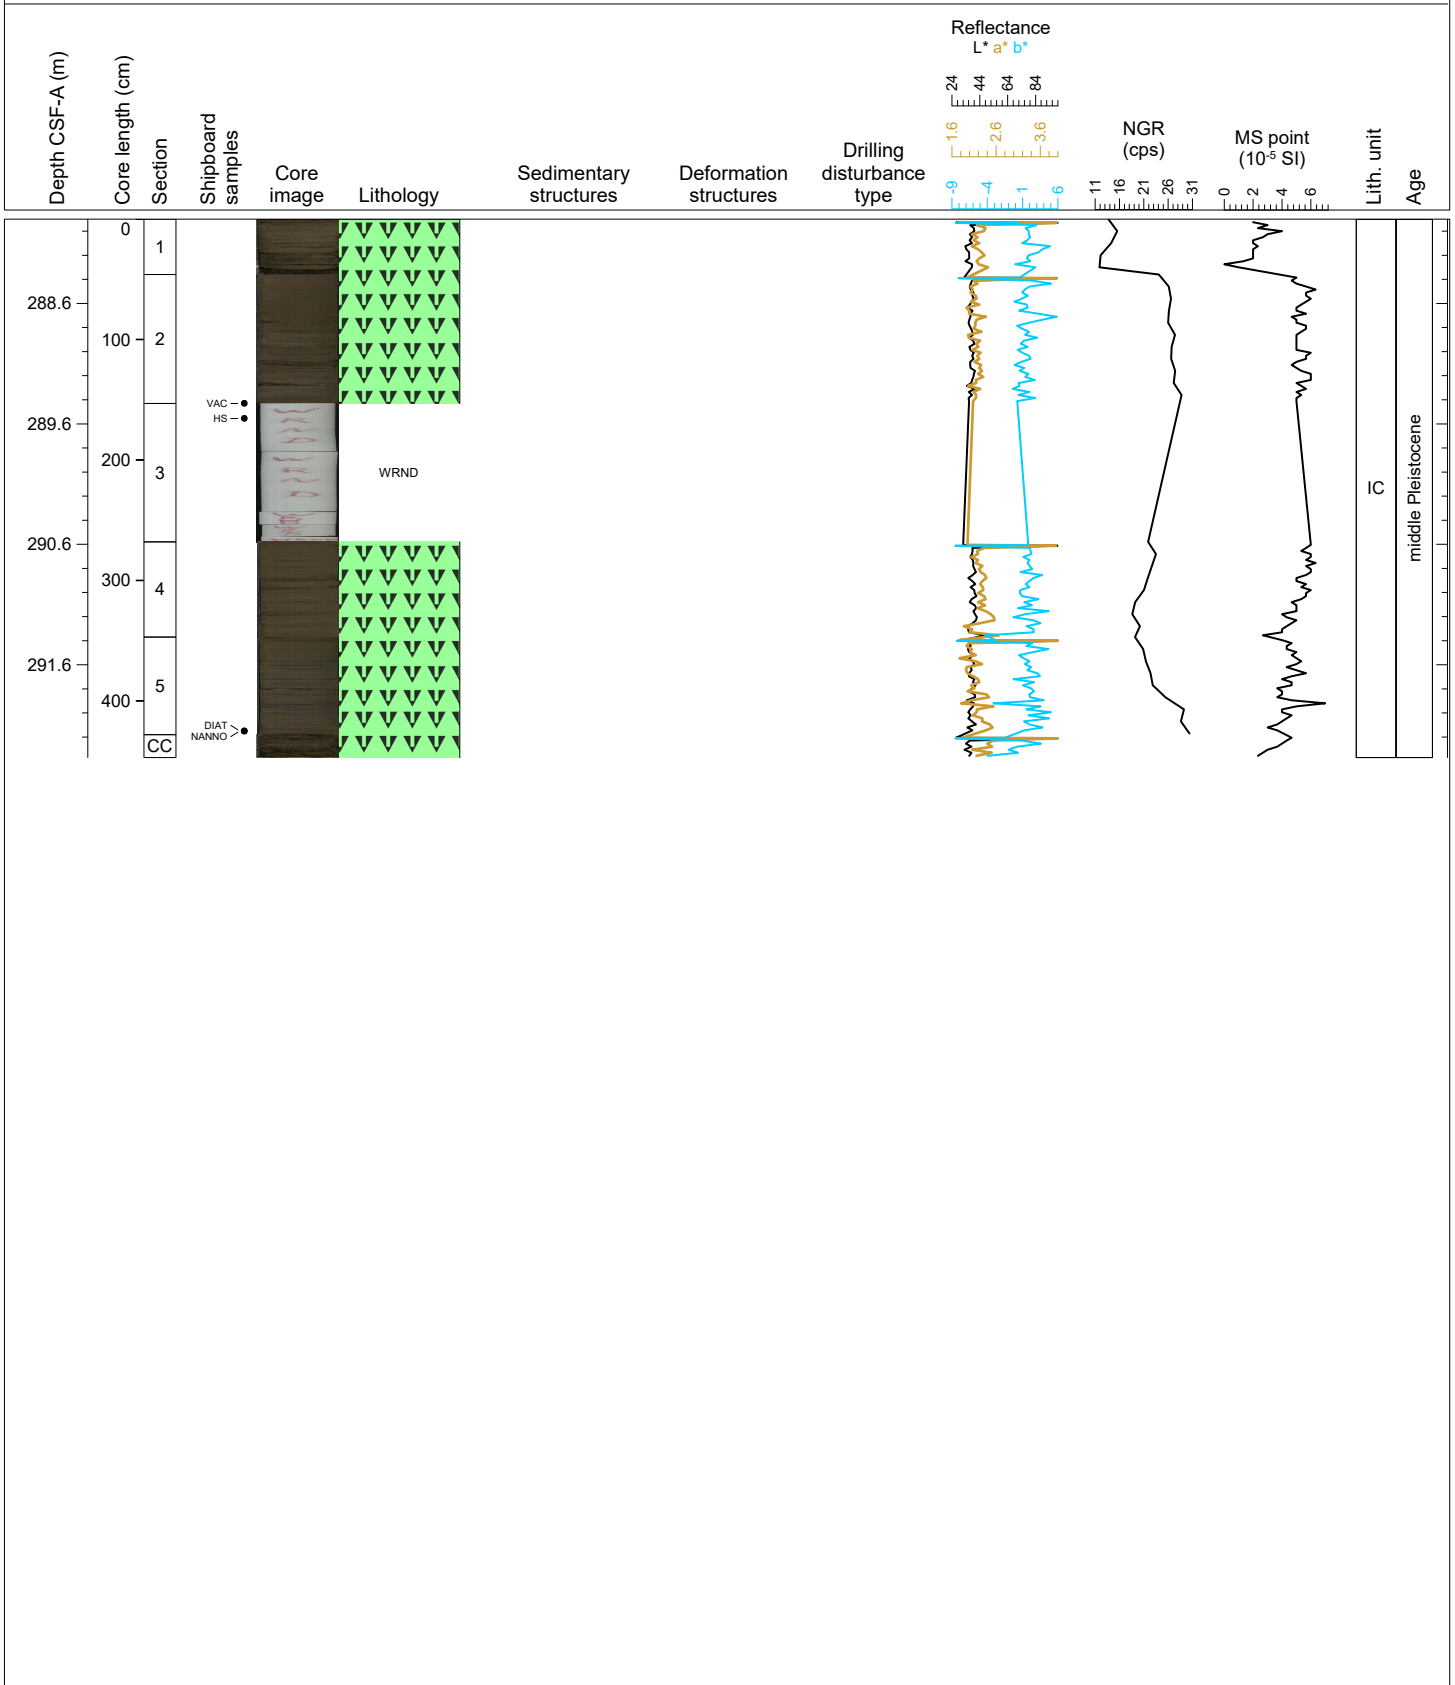 Depth CSF-A (m)
Core length (cm)
Section
Shipboard
samples
Core
image
Lithology
Sedimentary
structures
Deformation
structures
Drilling
disturbance
type
Reflectance
L* a* b*
24 44 64 84
1.6 2.6 3.6
-9 -4 1 6
NGR
(cps)
11 16 21 26 31
MS point
(10-5 SI)
0 2 4 6
Lith. unit
Age
0
1
288.6
100
2
VAC
HS
289.6
200
3
WRND
IC
middle Pleistocene
290.6
300
4
291.6
400
5
DIAT
NANNO
CC